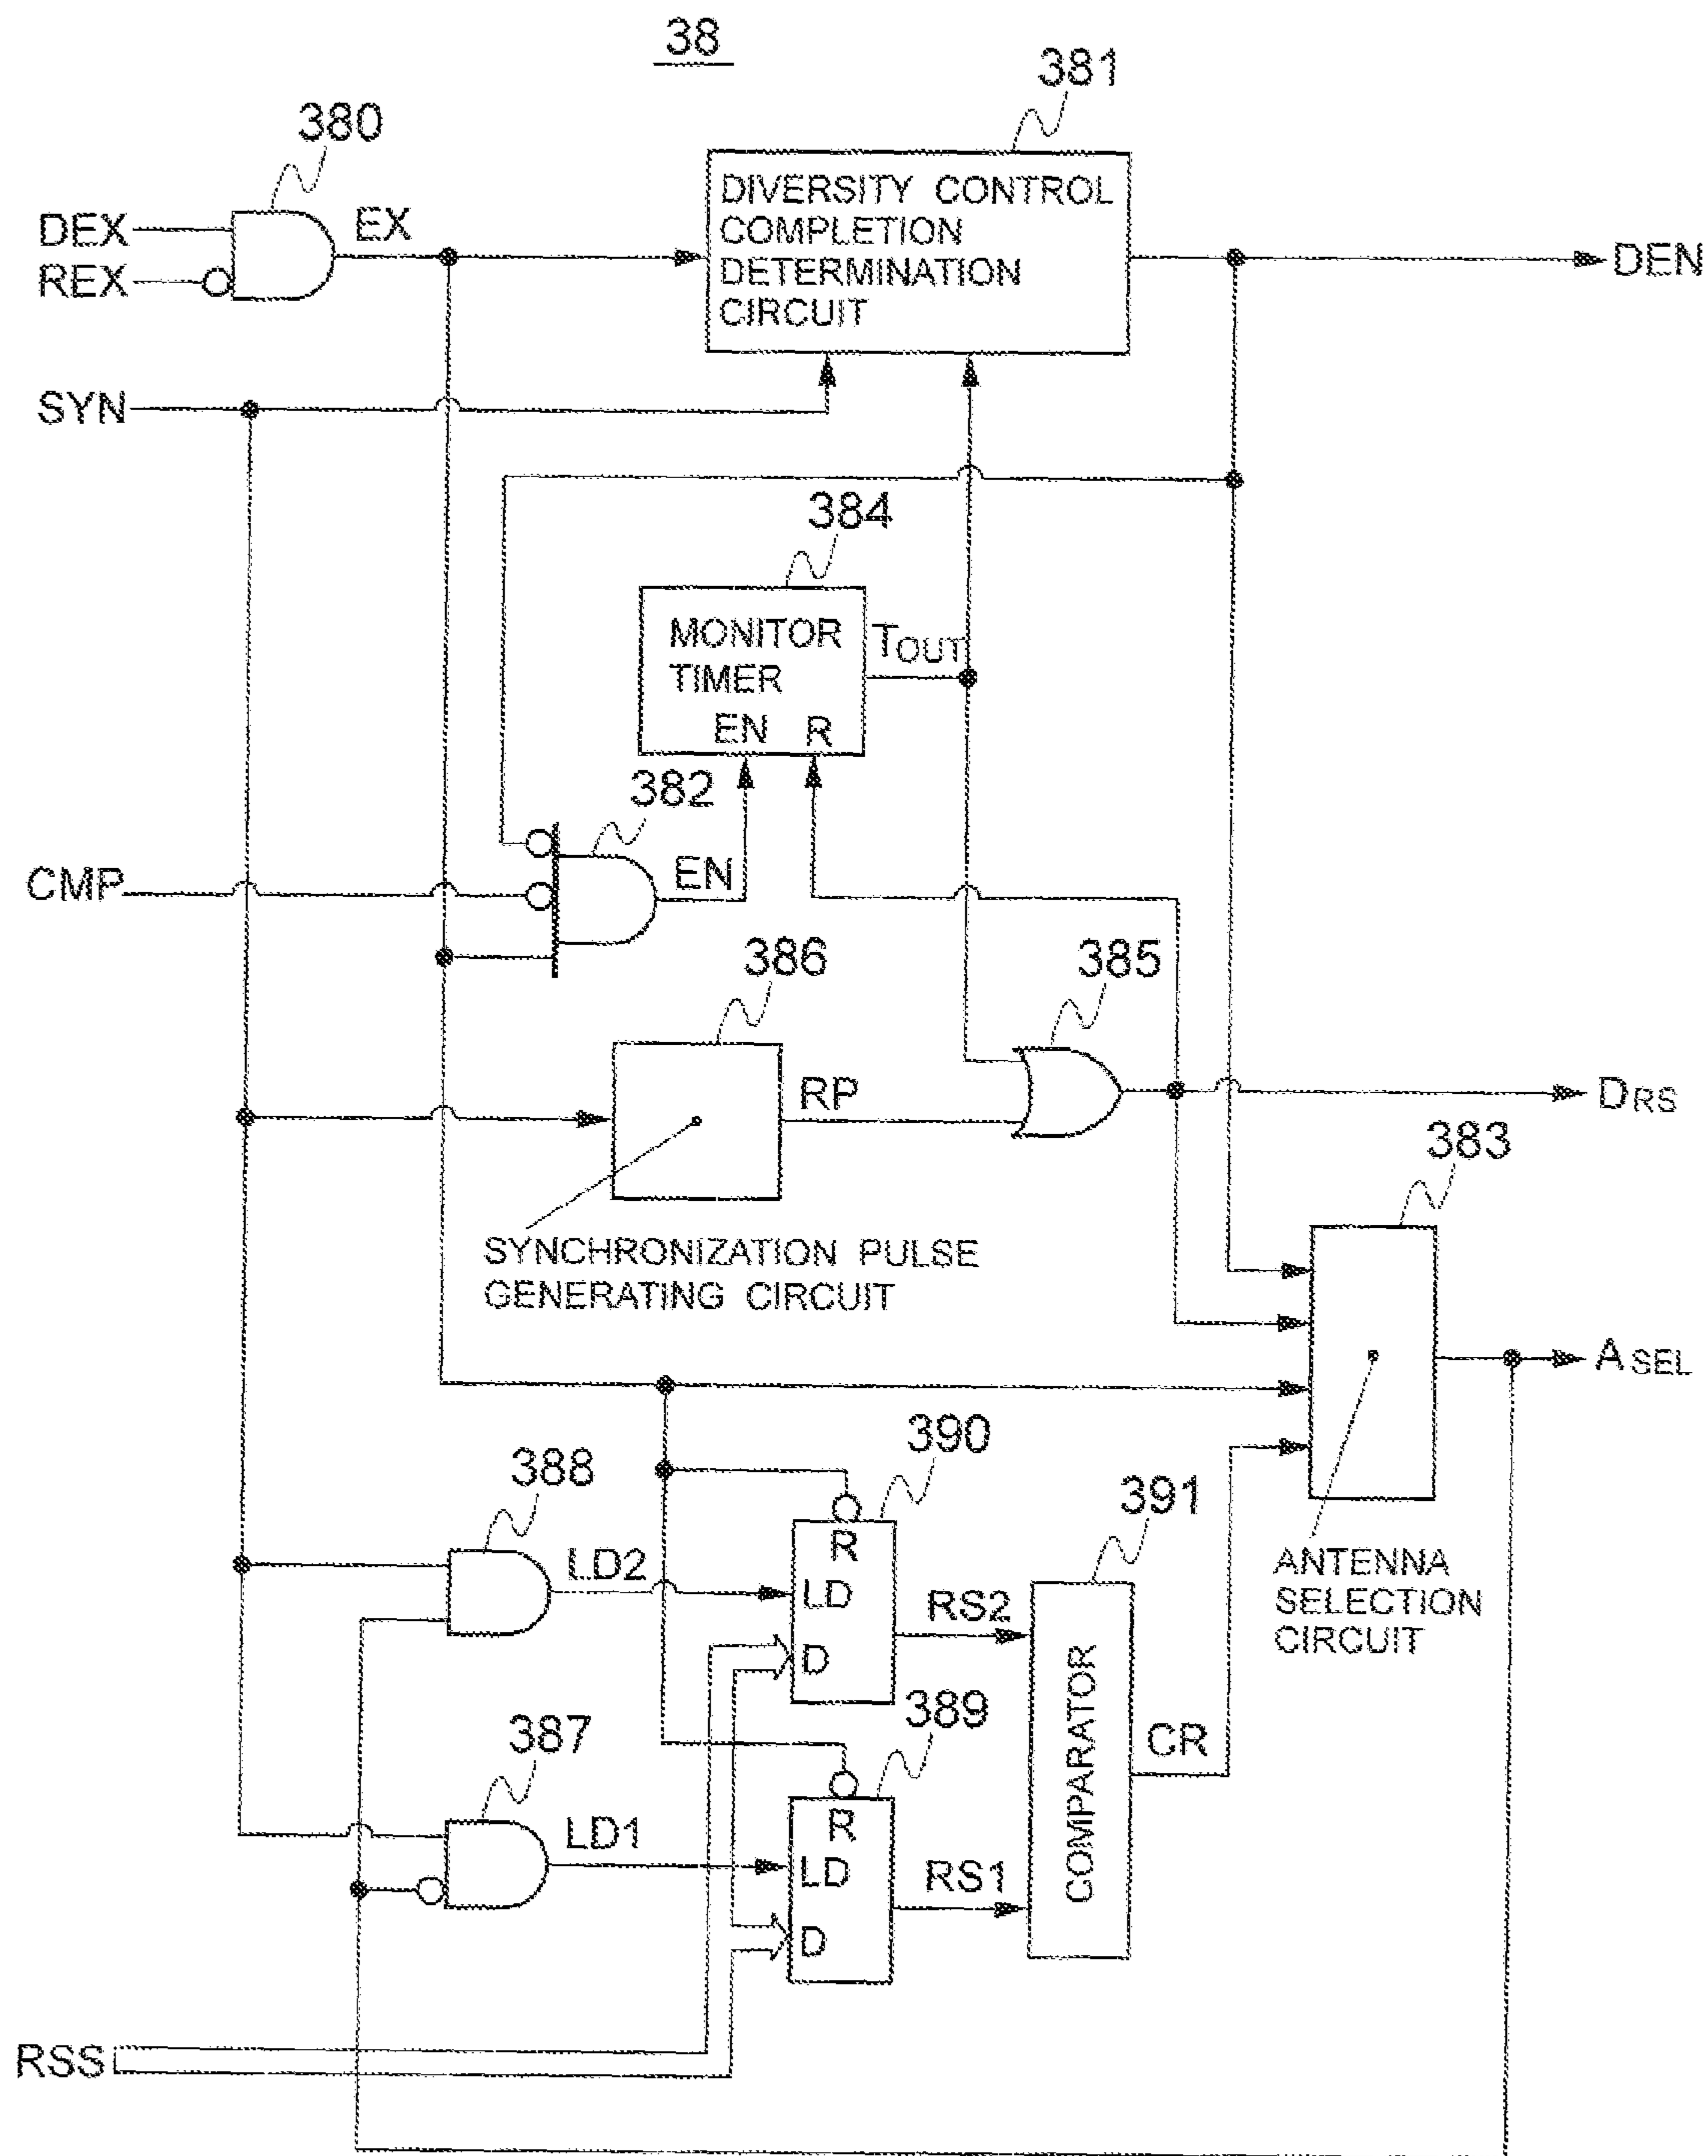 38
381
380
DEX
REX
EX
DIVERSITY CONTROL
COMPLETION
DETERMINATION
CIRCUIT
DEN
SYN
384
MONITOR
TIMER
EN R
TOUT
382
CMP
EN
386
385
RP
DRS
383
SYNCHRONIZATION PULSE
GENERATING CIRCUIT
ASEL
390
388
391
LD2
R
LD
D
RS2
ANTENNA
SELECTION
CIRCUIT
389
387
COMPARATOR
CR
LD1
R
LD
D
RS1
RSS